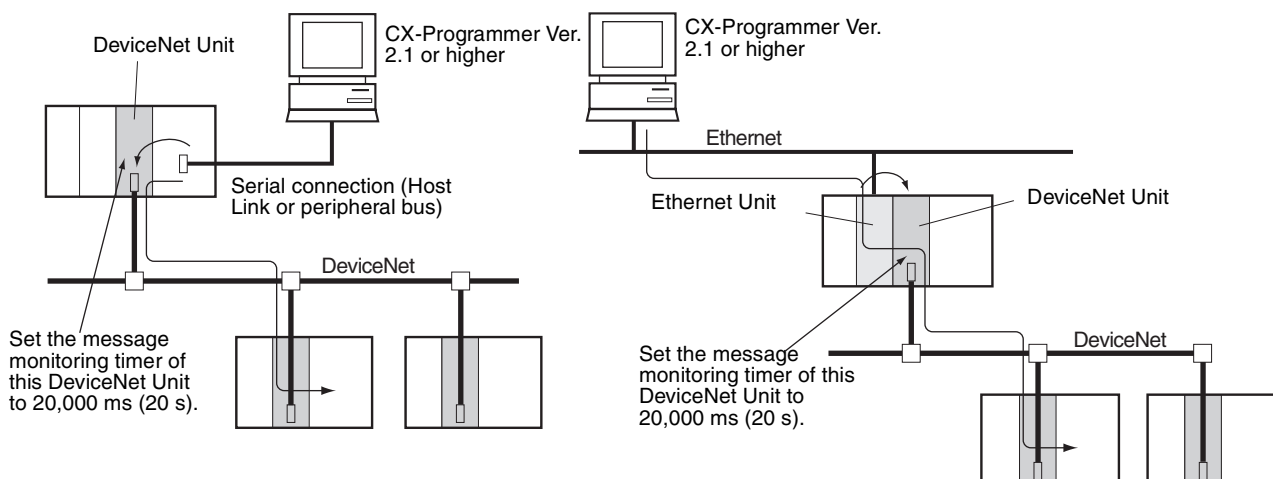 DeviceNet Unit
CX-Programmer Ver.
2.1 or higher
Serial connection (Host
Link or peripheral bus)
DeviceNet
Set the message
monitoring timer of
this DeviceNet Unit
to 20,000 ms (20 s).
CX-Programmer Ver.
2.1 or higher
Ethernet
Ethernet Unit
DeviceNet Unit
DeviceNet
Set the message
monitoring timer of this
DeviceNet Unit to
20,000 ms (20 s).